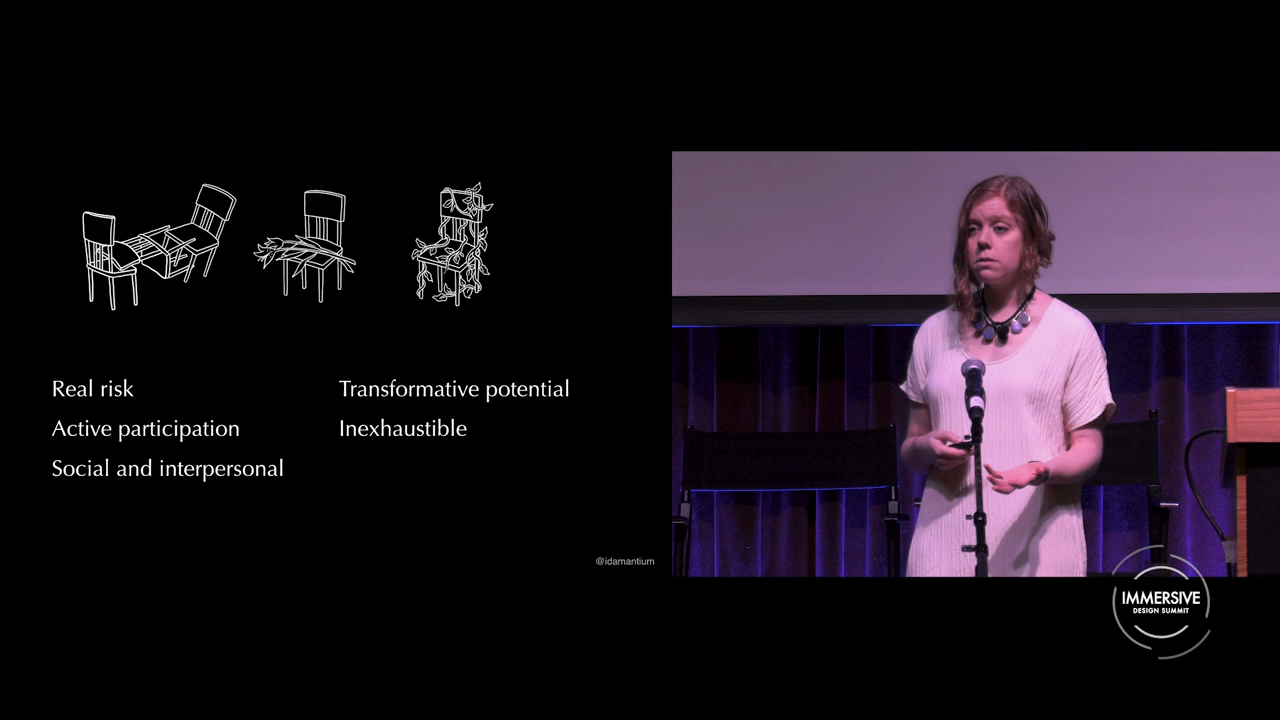 Real risk
Active participation
Social and interpersonal
Transformative potential
Inexhaustible
@idamantium
IMMERSIVE
DESIGN SUMMIT